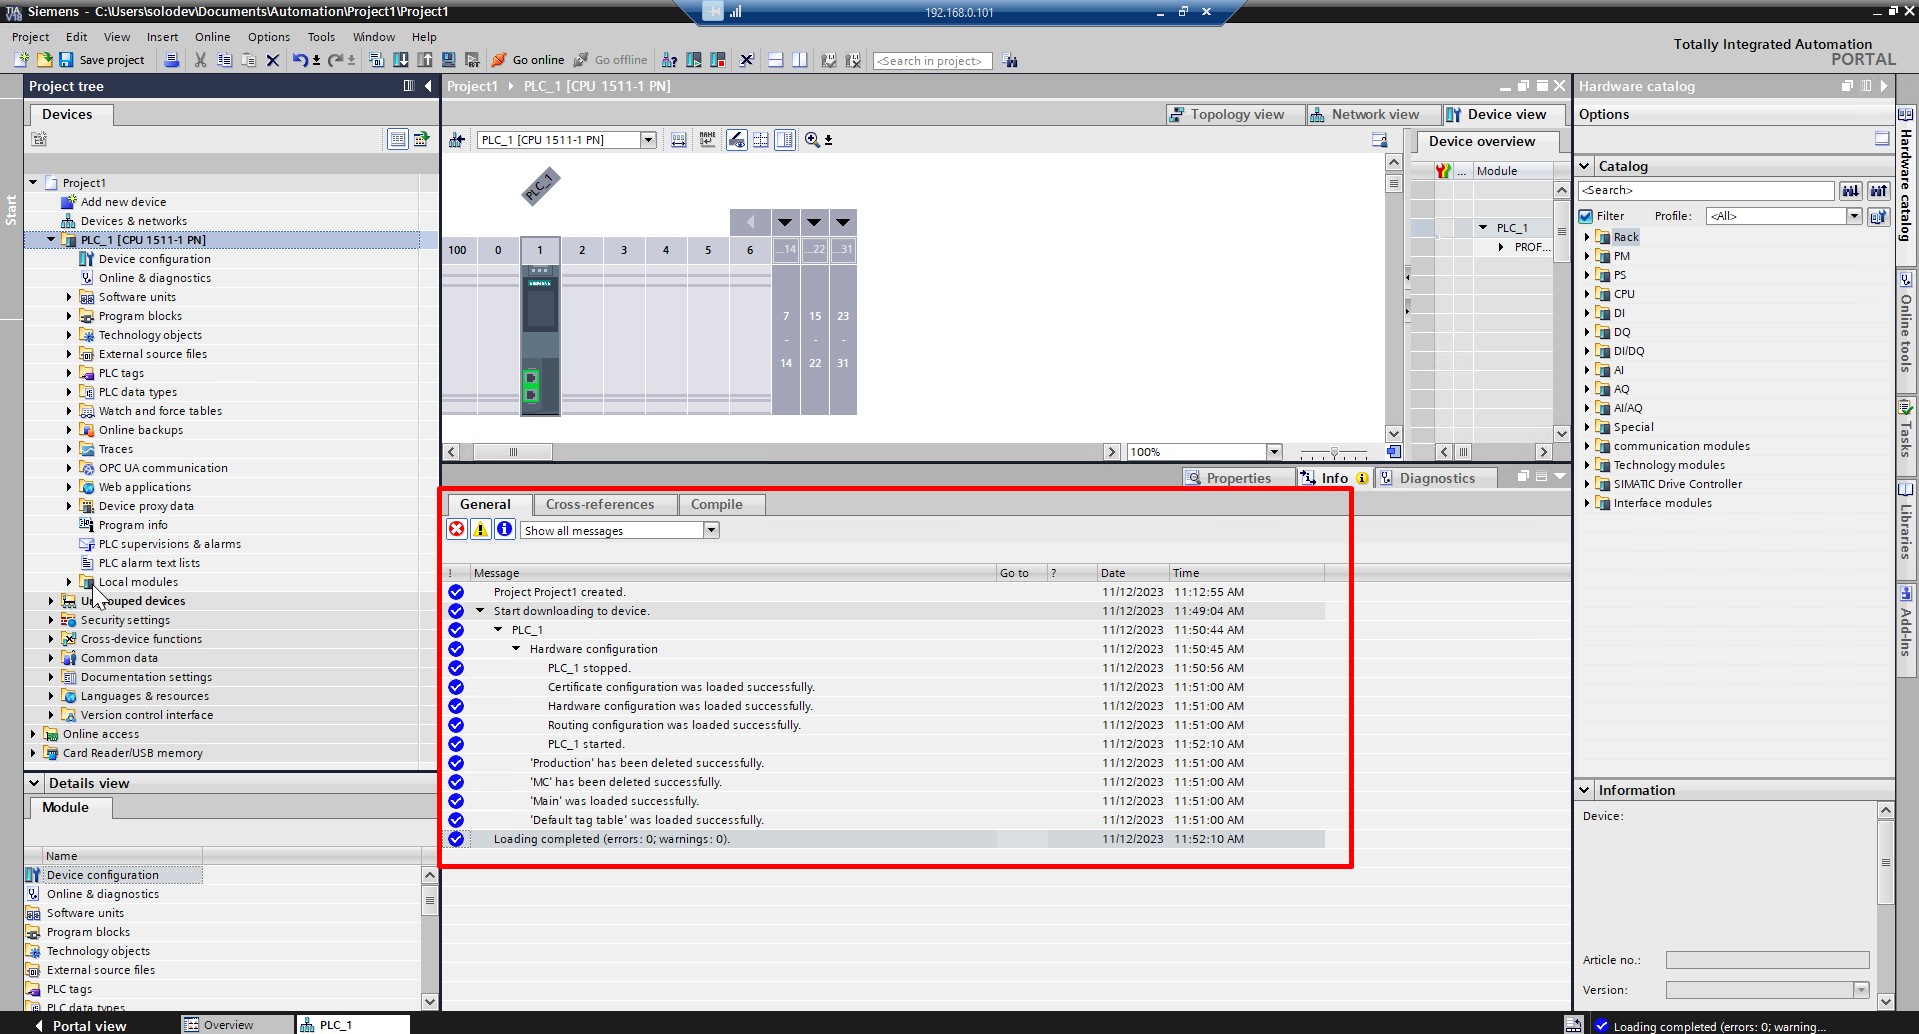 Siemens - C:\Users\solodev\Documents\Automation\Project1\Project1
192.168.0.101
Project Edit View Insert Online Options Tools Window Help
Totally Integrated Automation
PORTAL
Save project
Go online
Go offline
<Search in project>
Project tree
Project1 PLC_1 [CPU 1511-1 PN]
Hardware catalog
Devices
Topology view
Network view
Device view
Options
PLC_1 [CPU 1511-1 PN]
Device overview
Start
Project1
Add new device
Devices & networks
PLC_1 [CPU 1511-1 PN]
Device configuration
Online & diagnostics
Software units
Program blocks
Technology objects
External source files
PLC tags
PLC data types
Watch and force tables
Online backups
Traces
OPC UA communication
Web applications
Device proxy data
Program info
PLC supervisions & alarms
PLC alarm text lists
Local modules
Security settings
Cross-device functions
Common data
Documentation settings
Languages & resources
Version control interface
Online access
Card Reader/USB memory
PLC_1
100 0 1 2 3 4 5 6 ...14 ...22 ...31
SIEMENS
7 15 23
- - -
14 22 31
100%
... Module
PLC_1
PROF...
Catalog
<Search>
Filter Profile: <All>
Rack
PM
PS
CPU
DI
DQ
DI/DQ
AI
AQ
AI/AQ
Special
communication modules
Technology modules
SIMATIC Drive Controller
Interface modules
Hardware catalog
Online tools
Tasks
Libraries
Add-Ins
Properties
Info
Diagnostics
General
Cross-references
Compile
Show all messages
! Message Go to ? Date Time
Project Project1 created. 11/12/2023 11:12:55 AM
Start downloading to device. 11/12/2023 11:49:04 AM
PLC_1 11/12/2023 11:50:44 AM
Hardware configuration 11/12/2023 11:50:45 AM
PLC_1 stopped. 11/12/2023 11:50:56 AM
Certificate configuration was loaded successfully. 11/12/2023 11:51:00 AM
Hardware configuration was loaded successfully. 11/12/2023 11:51:00 AM
Routing configuration was loaded successfully. 11/12/2023 11:51:00 AM
PLC_1 started. 11/12/2023 11:52:10 AM
'Production' has been deleted successfully. 11/12/2023 11:51:00 AM
'MC' has been deleted successfully. 11/12/2023 11:51:00 AM
'Main' was loaded successfully. 11/12/2023 11:51:00 AM
'Default tag table' was loaded successfully. 11/12/2023 11:51:00 AM
Loading completed (errors: 0; warnings: 0). 11/12/2023 11:52:10 AM
Details view
Module
Name
Device configuration
Online & diagnostics
Software units
Program blocks
Technology objects
External source files
PLC tags
PLC data types
Information
Device:
Article no.:
Version:
Portal view
Overview
PLC_1
Loading completed (errors: 0; warning...